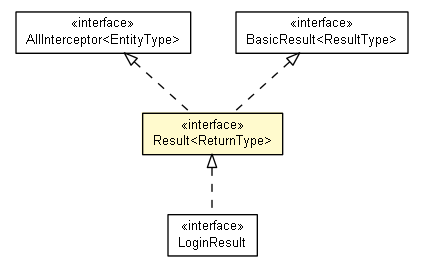 «interface»
AllInterceptor<EntityType>
«interface»
BasicResult<ResultType>
«interface»
Result<ReturnType>
«interface»
LoginResult